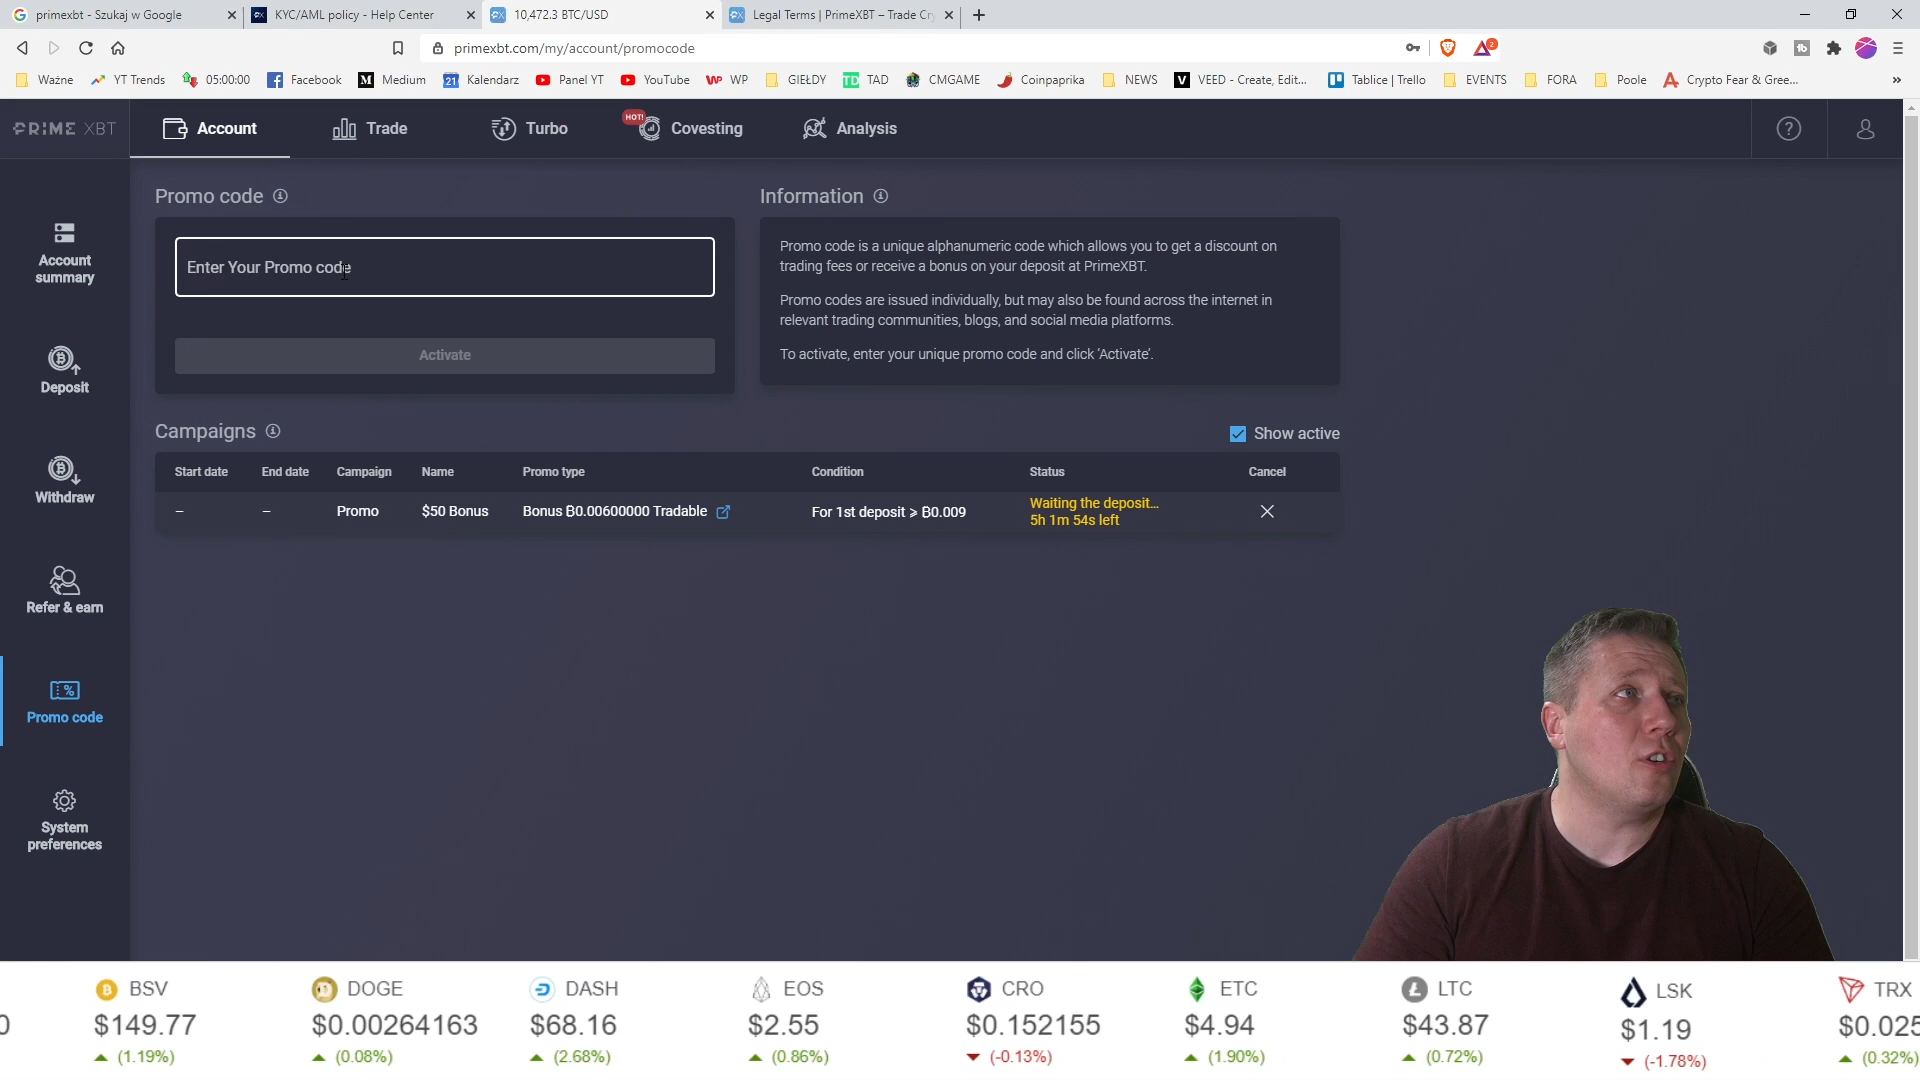 primexbt - Szukaj w Google
KYC/AML policy - Help Center
10,472.3 BTC/USD
Legal Terms | PrimeXBT – Trade Cr
primexbt.com/my/account/promocode
2
Ważne
YT Trends
05:00:00
Facebook
Medium
Kalendarz
Panel YT
YouTube
WP
GIEŁDY
TAD
CMGAME
Coinpaprika
NEWS
VEED - Create, Edit...
Tablice | Trello
EVENTS
FORA
Poole
Crypto Fear & Gree...
PRIME XBT
Account
Trade
Turbo
HOT!
Covesting
Analysis
Account
summary
Deposit
Withdraw
Refer & earn
Promo code
System
preferences
Promo code
Enter Your Promo code
Activate
Information
Promo code is a unique alphanumeric code which allows you to get a discount on
trading fees or receive a bonus on your deposit at PrimeXBT.
Promo codes are issued individually, but may also be found across the internet in
relevant trading communities, blogs, and social media platforms.
To activate, enter your unique promo code and click ‘Activate’.
Campaigns
Show active
Start date End date Campaign Name Promo type Condition Status Cancel
– – Promo $50 Bonus Bonus ₿0.00600000 Tradable For 1st deposit ⩾ ₿0.009
Waiting the deposit...
5h 1m 54s left
0
BSV
$149.77
(1.19%)
DOGE
$0.00264163
(0.08%)
DASH
$68.16
(2.68%)
EOS
$2.55
(0.86%)
CRO
$0.152155
(-0.13%)
ETC
$4.94
(1.90%)
LTC
$43.87
(0.72%)
LSK
$1.19
(-1.78%)
TRX
$0.025
(0.32%)